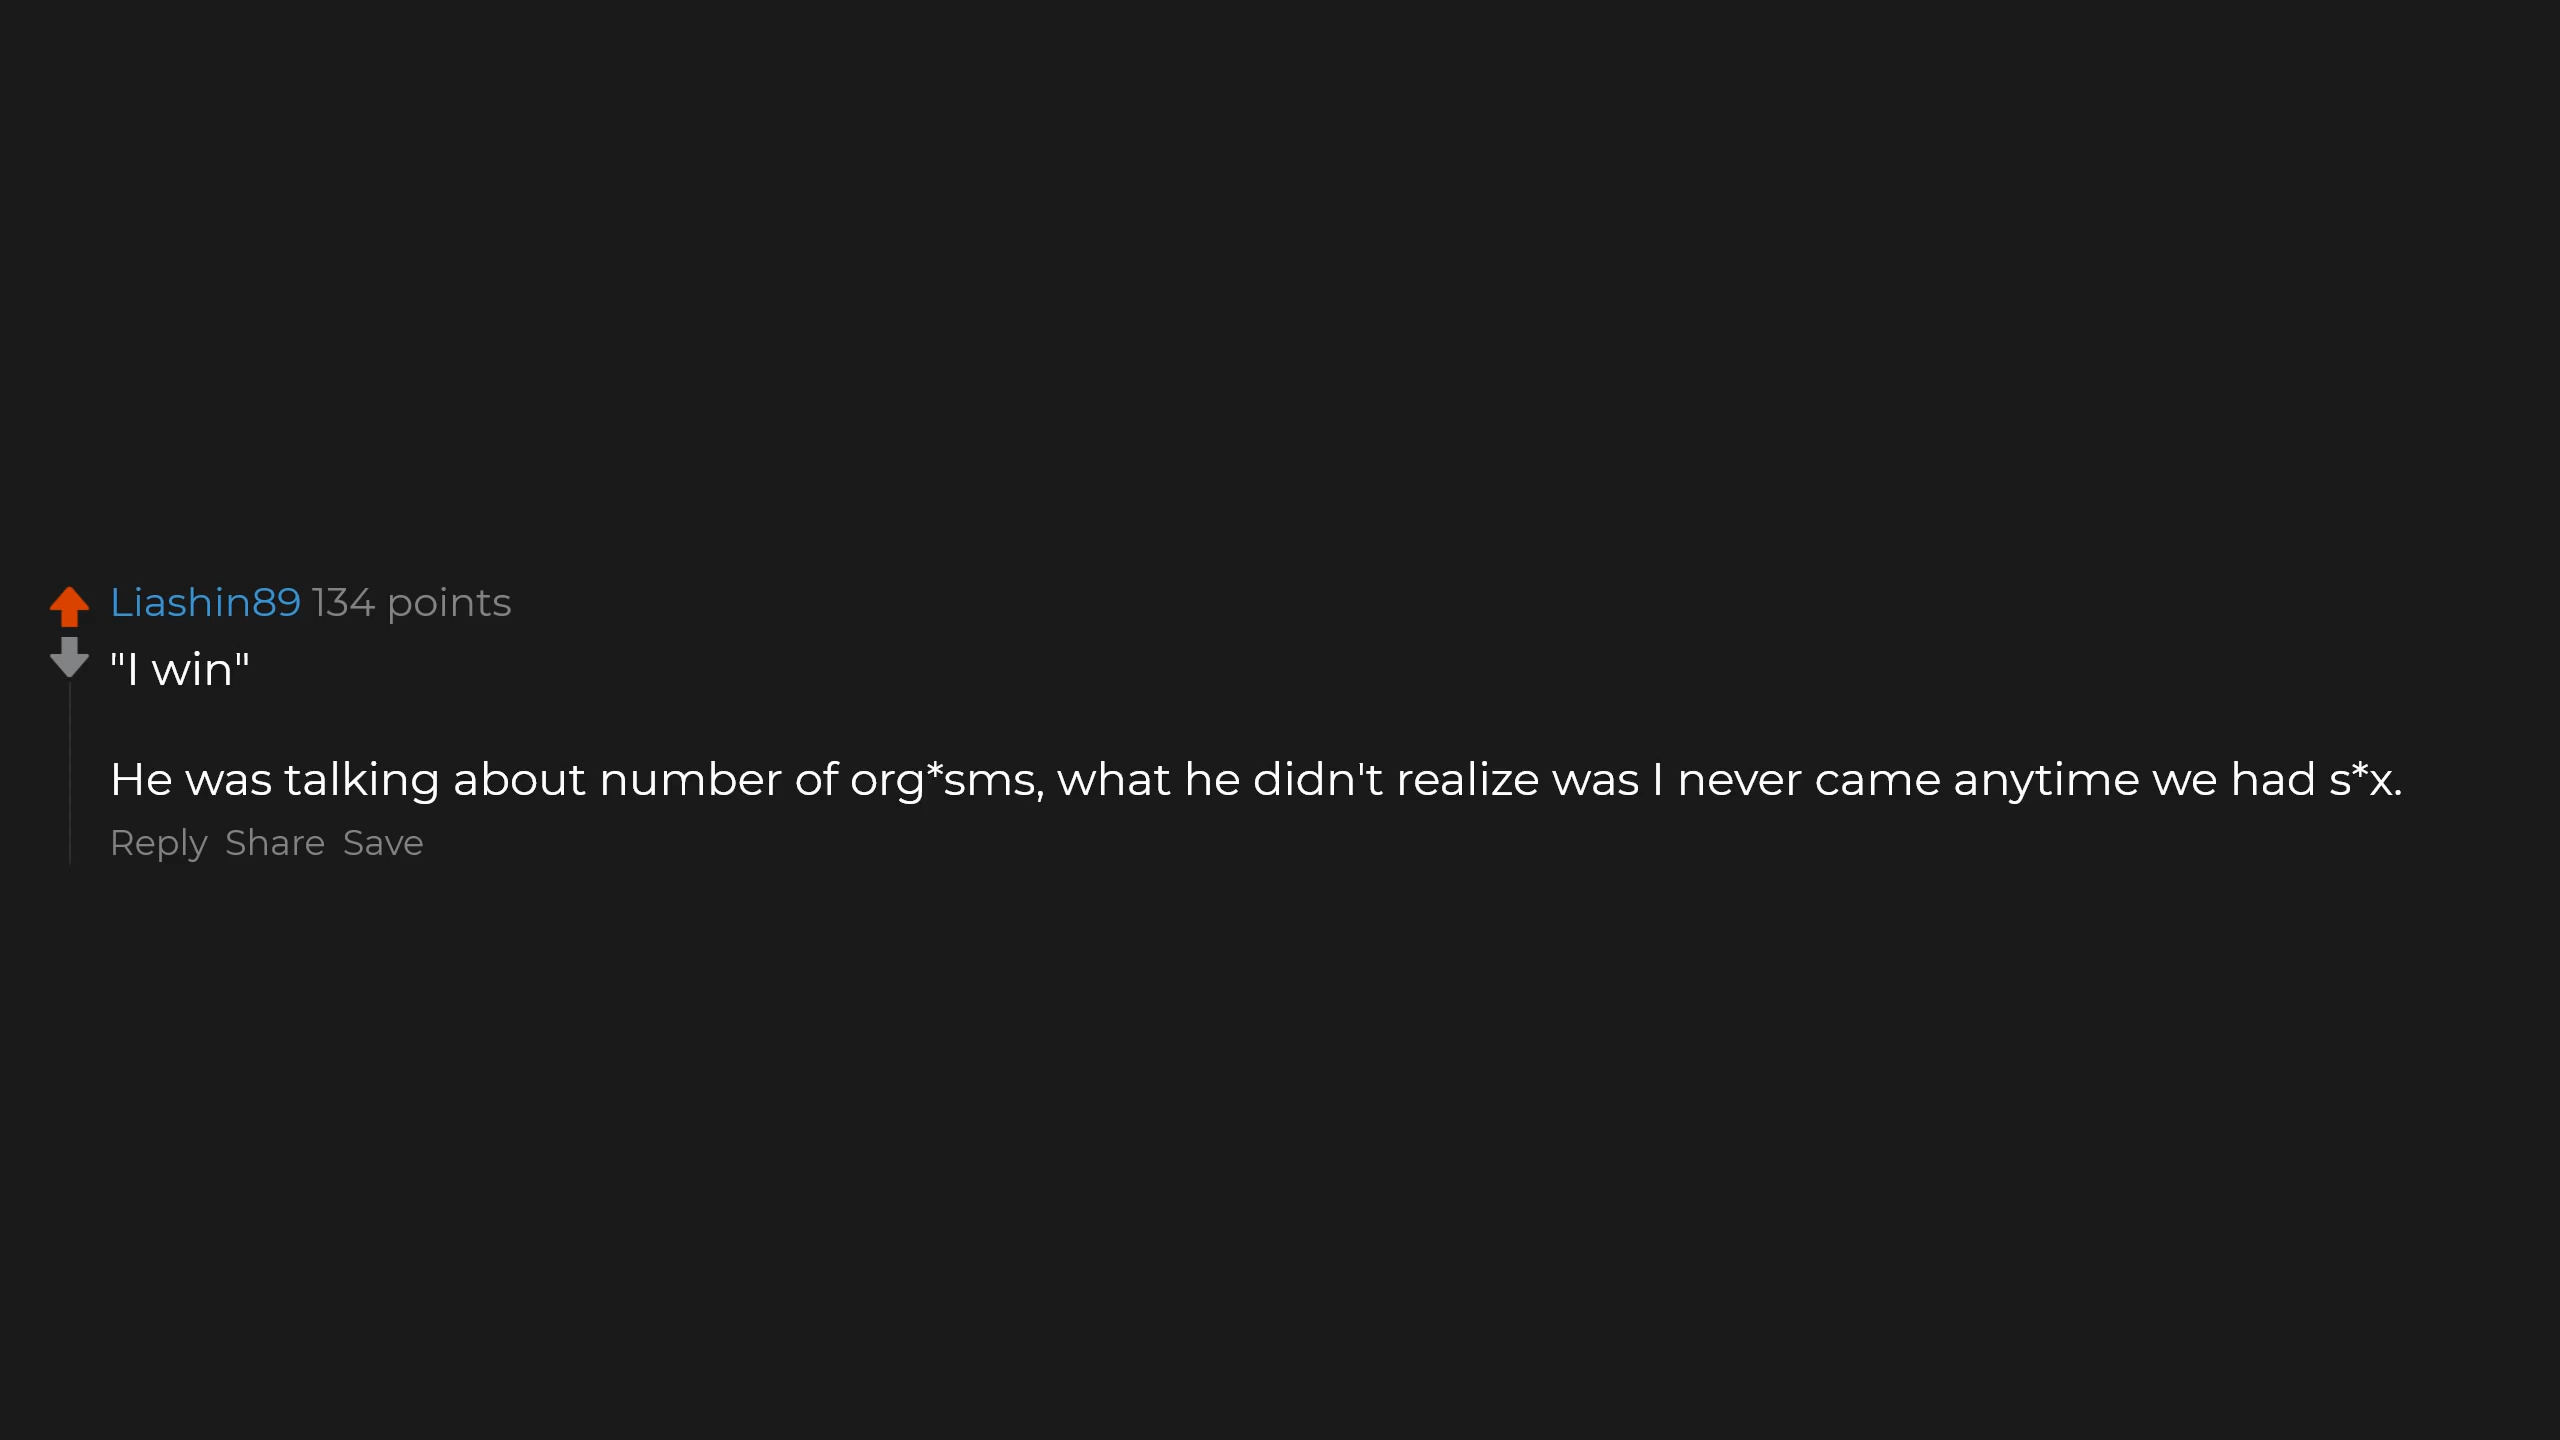 Liashin89 134 points
"I win"
He was talking about number of org*sms, what he didn't realize was I never came anytime we had s*x.
Reply Share Save